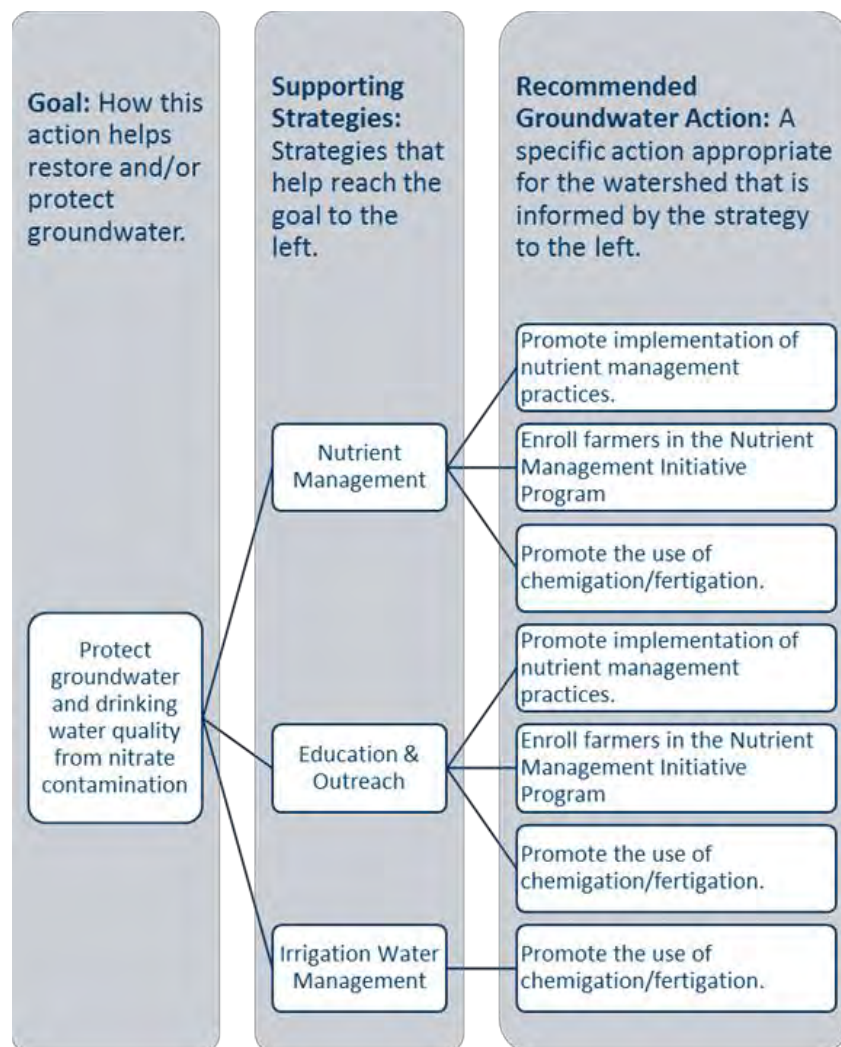 Goal: How this
action helps
restore and/or
protect
groundwater.
Supporting
Strategies:
Strategies that
help reach the
goal to the
left.
Recommended
Groundwater Action: A
specific action appropriate
for the watershed that is
informed by the strategy
to the left.
Protect
groundwater
and drinking
water quality
from nitrate
contamination
Nutrient
Management
Promote implementation of
nutrient management
practices.
Enroll farmers in the Nutrient
Management Initiative
Program
Promote the use of
chemigation/fertigation.
Education &
Outreach
Promote implementation of
nutrient management
practices.
Enroll farmers in the Nutrient
Management Initiative
Program
Promote the use of
chemigation/fertigation.
Irrigation Water
Management
Promote the use of
chemigation/fertigation.